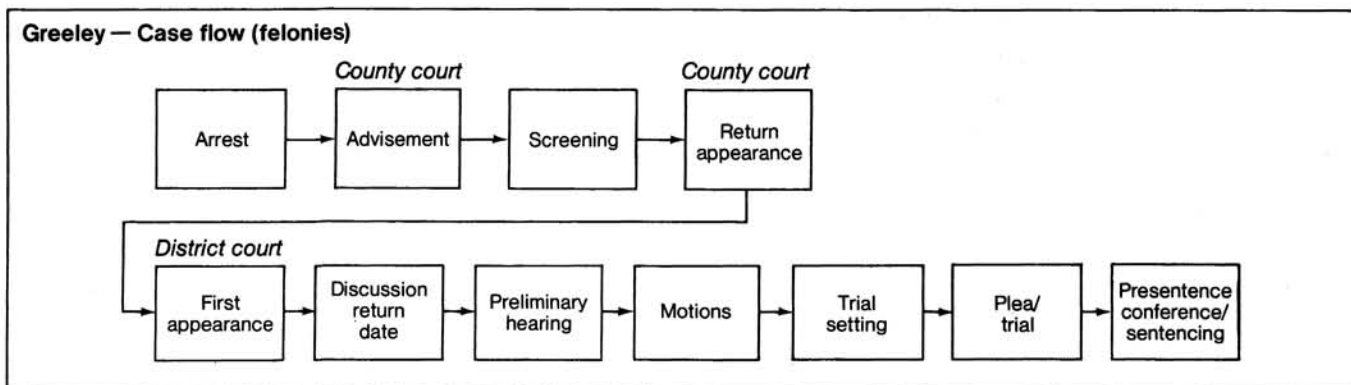 Greeley — Case flow (felonies)
County court
County court
Arrest
Advisement
Screening
Return
appearance
District court
First
appearance
Discussion
return
date
Preliminary
hearing
Motions
Trial
setting
Plea/
trial
Presentence
conference/
sentencing